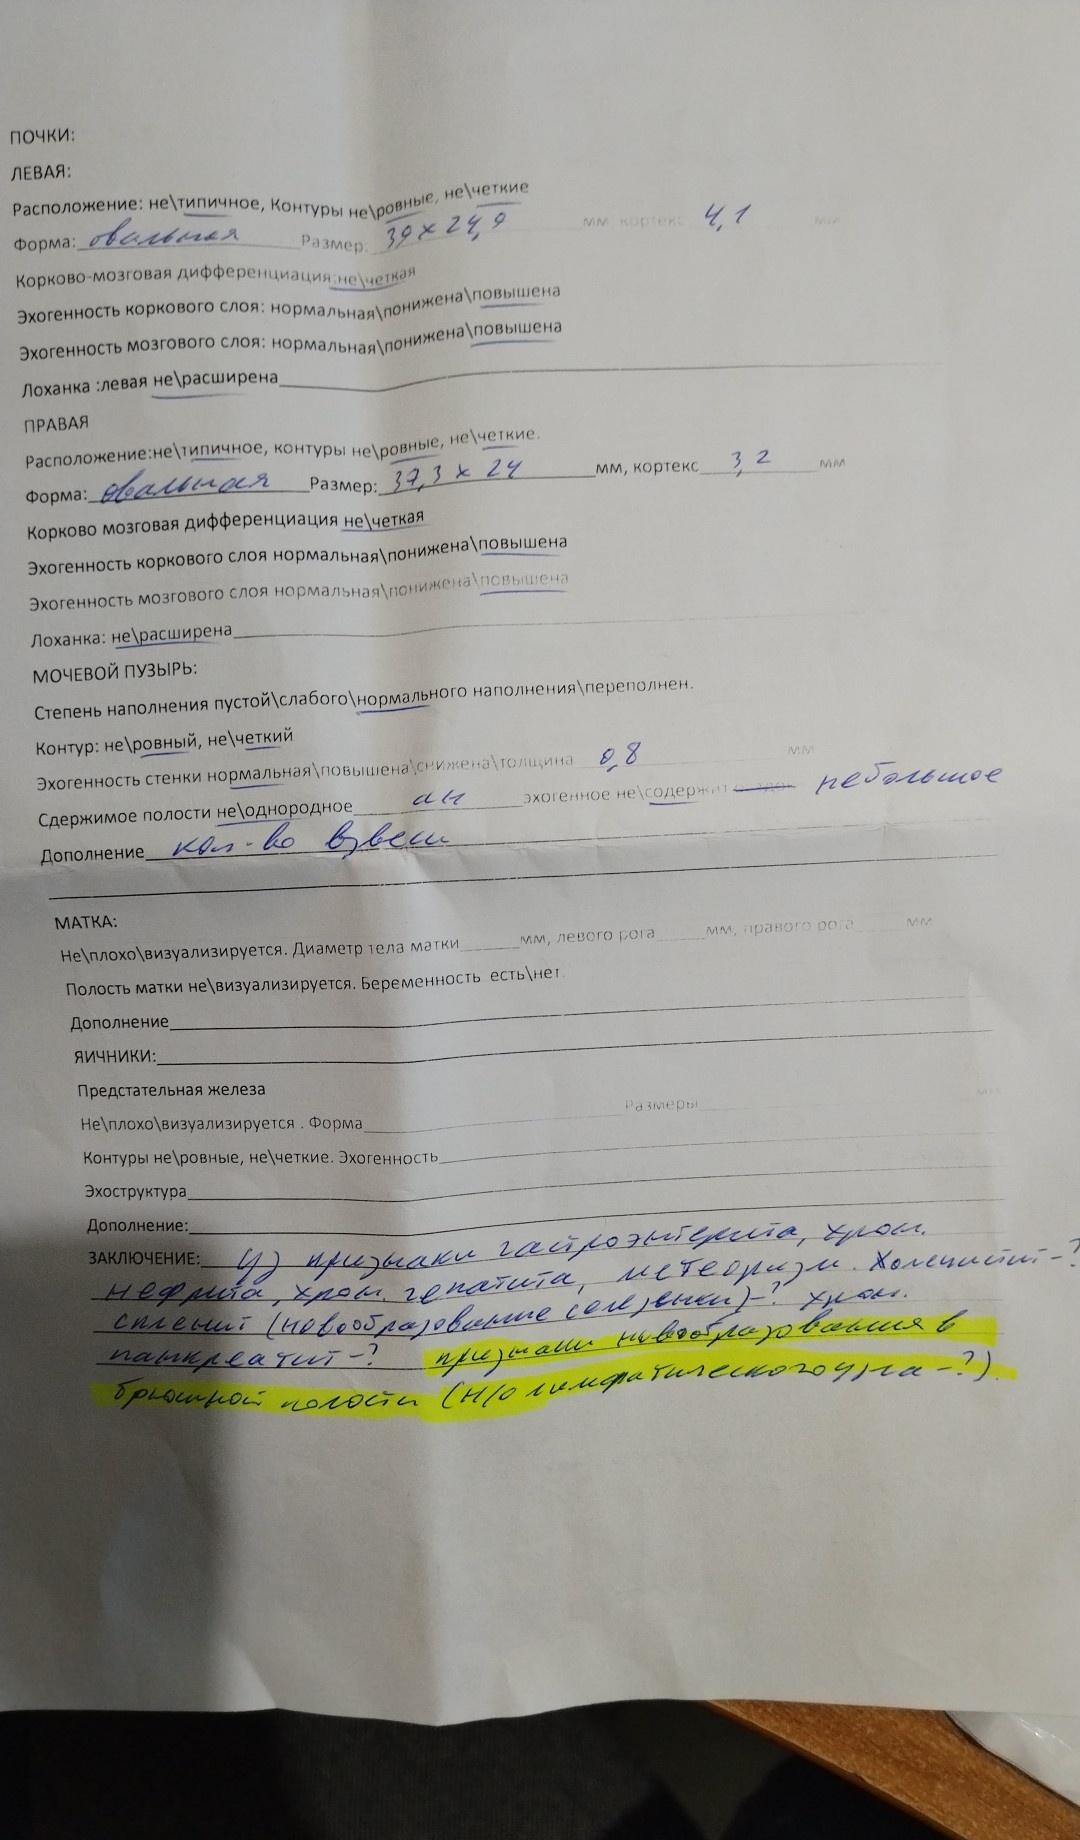 ПОЧКИ:
ЛЕВАЯ:
Расположение: не\типичное, Контуры не\ровные, не\четкие
Форма: овальная Размер: 39 x 24,9 мм кортекс 4,1 мм
Корково-мозговая дифференциация:не\четкая
Эхогенность коркового слоя: нормальная\понижена\повышена
Эхогенность мозгового слоя: нормальная\понижена\повышена
Лоханка :левая не\расширена
ПРАВАЯ
Расположение:не\типичное, контуры не\ровные, не\четкие.
Форма: овальная Размер: 37,3 x 24 мм, кортекс 3,2 мм
Корково мозговая дифференциация не\четкая
Эхогенность коркового слоя нормальная\понижена\повышена
Эхогенность мозгового слоя нормальная\понижена\повышена
Лоханка: не\расширена
МОЧЕВОЙ ПУЗЫРЬ:
Степень наполнения пустой\слабого\нормального наполнения\переполнен.
Контур: не\ровный, не\четкий
Эхогенность стенки нормальная\повышена\снижена\толщина 0,8 мм
Сдержимое полости не\однородное ан эхогенное не\содержит небольшое
Дополнение кол-во взвеси
МАТКА:
Не\плохо\визуализируется. Диаметр тела матки мм, левого рога мм, правого рога мм
Полость матки не\визуализируется. Беременность есть\нет
Дополнение
ЯИЧНИКИ:
Предстательная железа
Не\плохо\визуализируется . Форма Размеры мм
Контуры не\ровные, не\четкие. Эхогенность
Эхоструктура
Дополнение:
ЗАКЛЮЧЕНИЕ: УЗ признаки гастроэнтерита, хрон.
нефрита, хрон. гепатита, метеоризм. Холецистит-?
спленит (новообразование селезенки)-? хрон.
панкреатит-? признаки новообразования в
брюшной полости (н/о лимфатического узла-?).